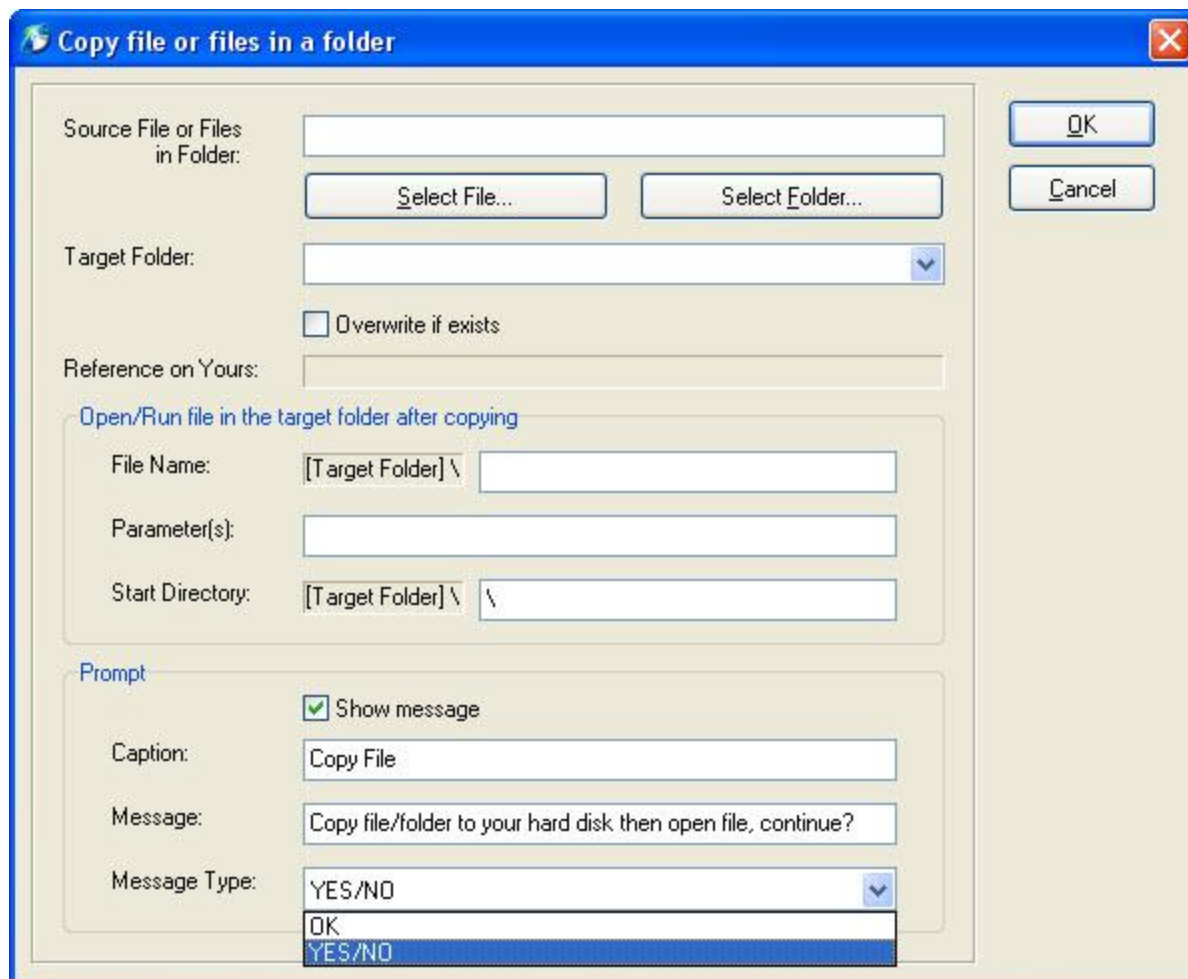 Copy file or files in a folder
Source File or Files
in Folder:
OK
Select File...
Select Folder...
Cancel
Target Folder:
Overwrite if exists
Reference on Yours:
Open/Run file in the target folder after copying
File Name:
[Target Folder] \
Parameter(s):
Start Directory:
[Target Folder] \
\
Prompt
Show message
Caption:
Copy File
Message:
Copy file/folder to your hard disk then open file, continue?
Message Type:
YES/NO
OK
YES/NO